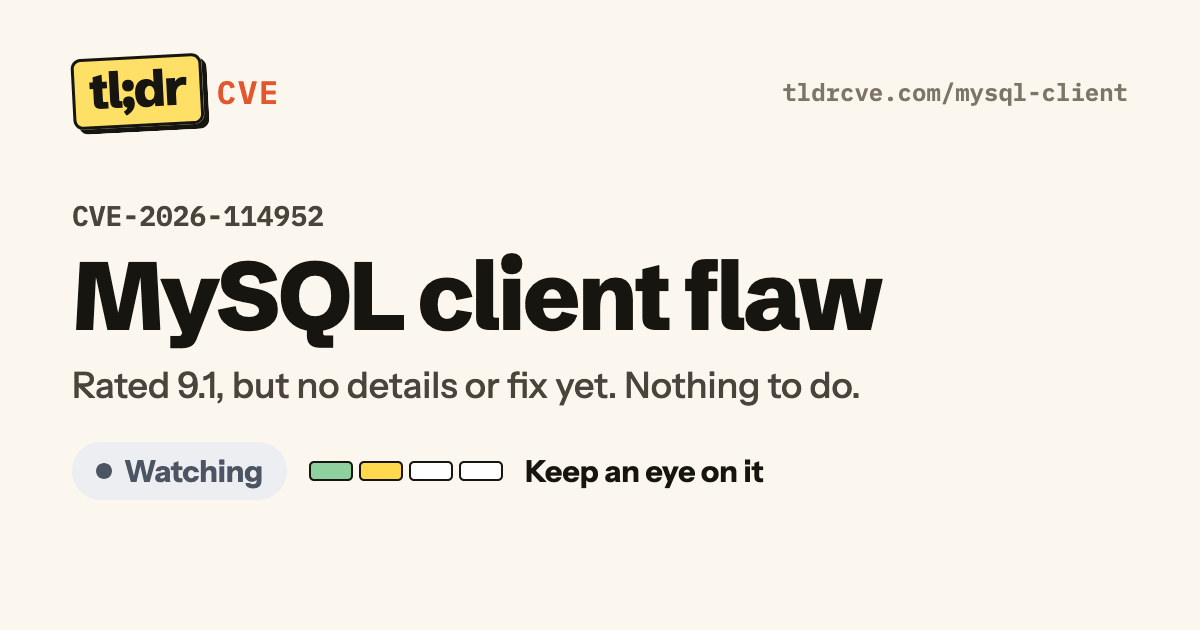 tl;dr CVE
tldrcve.com/mysql-client
CVE-2026-114952
MySQL client flaw
Rated 9.1, but no details or fix yet. Nothing to do.
Watching
Keep an eye on it